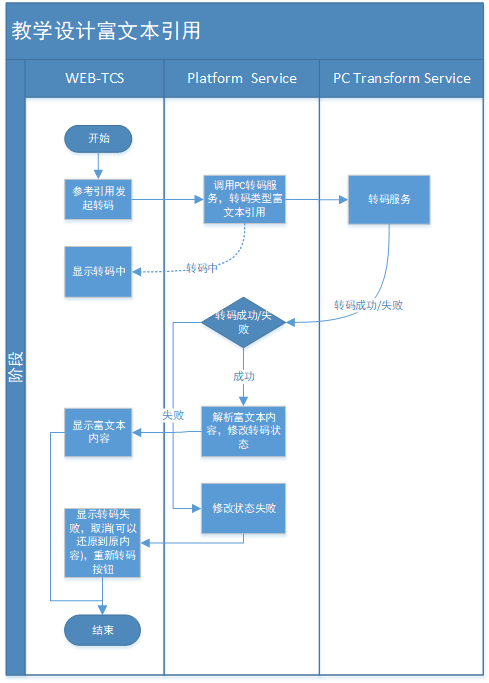 教学设计富文本引用
WEB-TCS
Platform Service
PC Transform Service
阶段
开始
参考引用发
起转码
调用PC转码服
务，转码类型富
文本引用
转码服务
显示转码中
转码中
转码成功/失败
转码成功/失
败
成功
失败
显示富文本
内容
解析富文本内
容，修改转码状
态
修改状态失败
显示转码失
败，取消(可以
还原到原内
容)，重新转码
按钮
结束